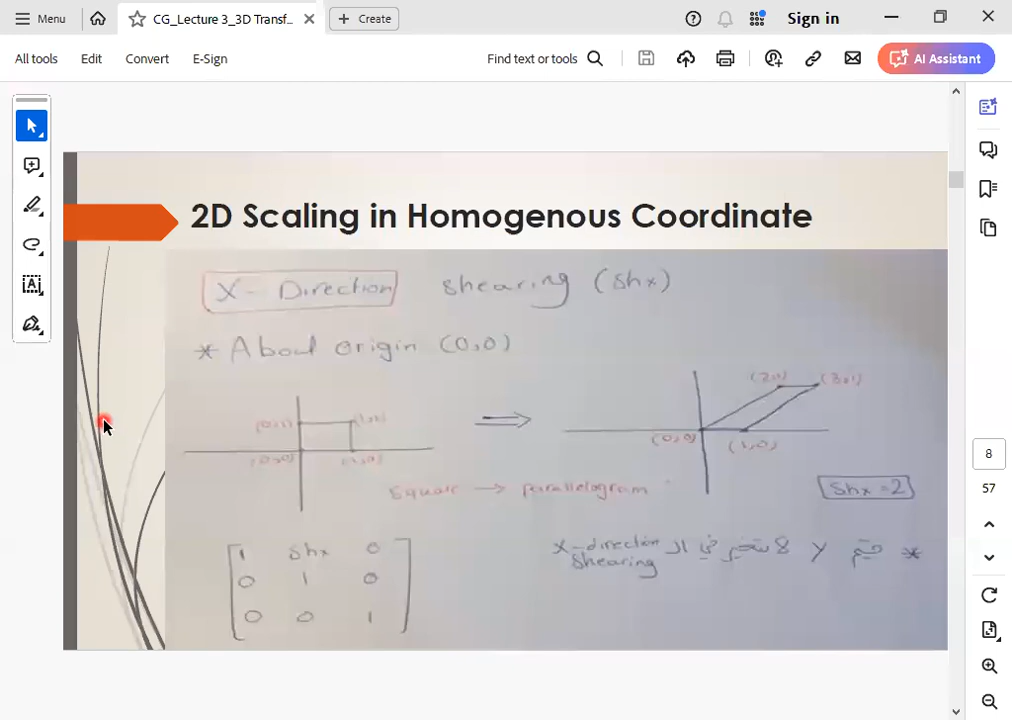 Menu
CG_Lecture 3_3D Transf...
Create
Sign in
All tools
Edit
Convert
E-Sign
Find text or tools
AI Assistant
2D Scaling in Homogenous Coordinate
X - Direction shearing (Shx)
* About origin (0,0)
(0,1) (1,1)
(0,0) (1,0)
(2,1) (3,1)
(0,0) (1,0)
Square → parallelogram
Shx = 2
1 shx 0
0 1 0
0 0 1
* قيم Y في الـ X-direction
shearing
8
57